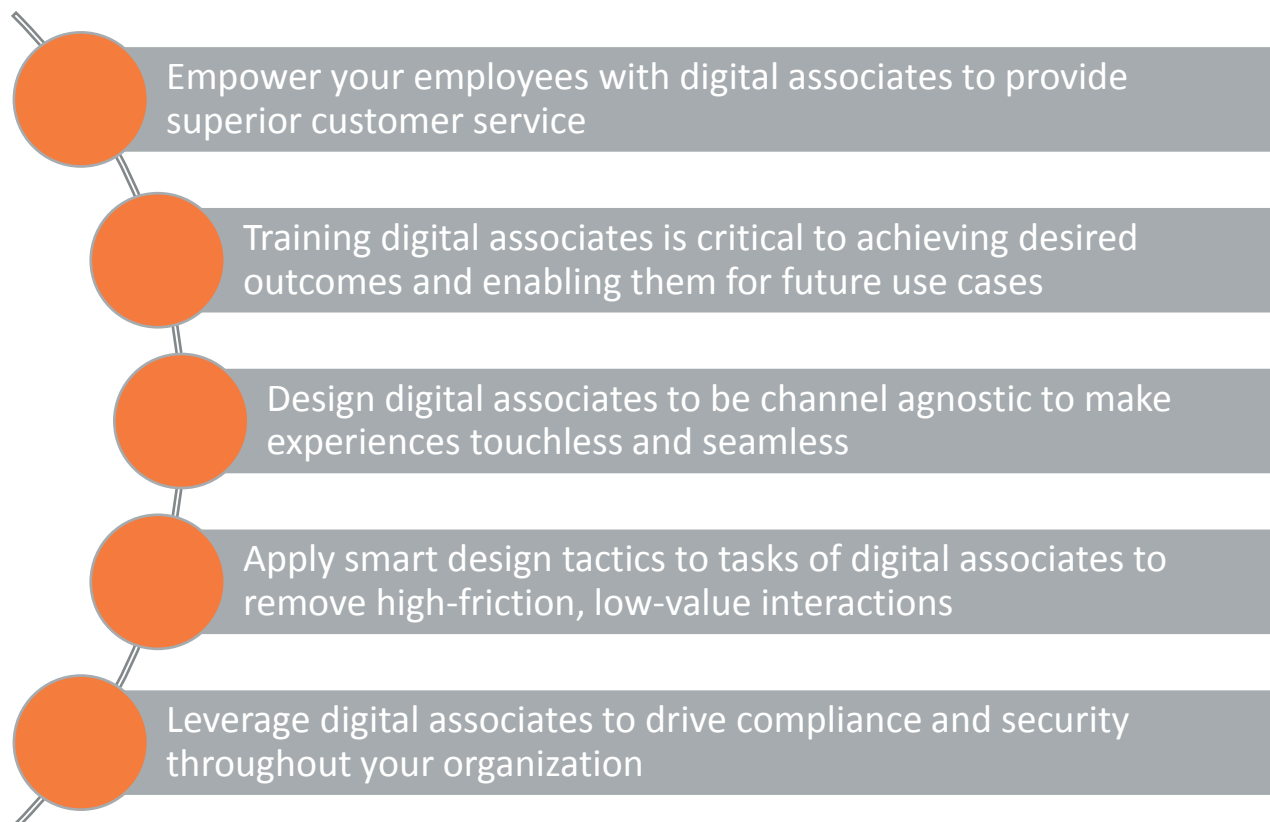 Empower your employees with digital associates to provide
superior customer service
Training digital associates is critical to achieving desired
outcomes and enabling them for future use cases
Design digital associates to be channel agnostic to make
experiences touchless and seamless
Apply smart design tactics to tasks of digital associates to
remove high-friction, low-value interactions
Leverage digital associates to drive compliance and security
throughout your organization